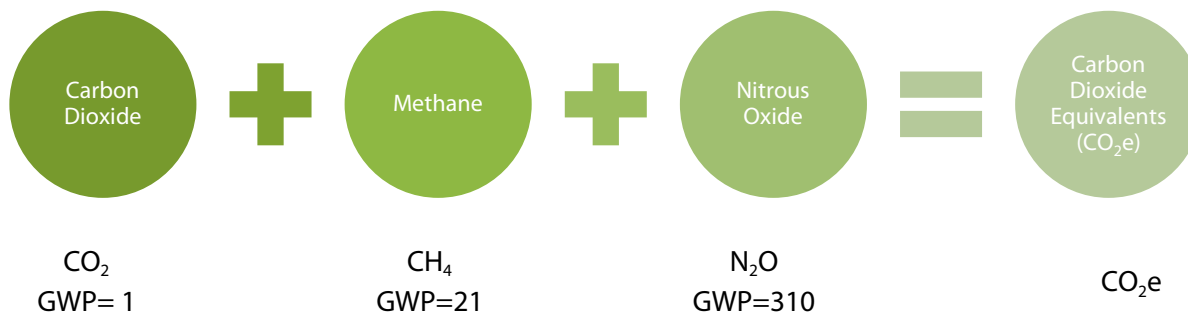 Carbon
Dioxide
Methane
Nitrous
Oxide
Carbon
Dioxide
Equivalents
(CO₂e)
CO₂
GWP= 1
CH₄
GWP=21
N₂O
GWP=310
CO₂e